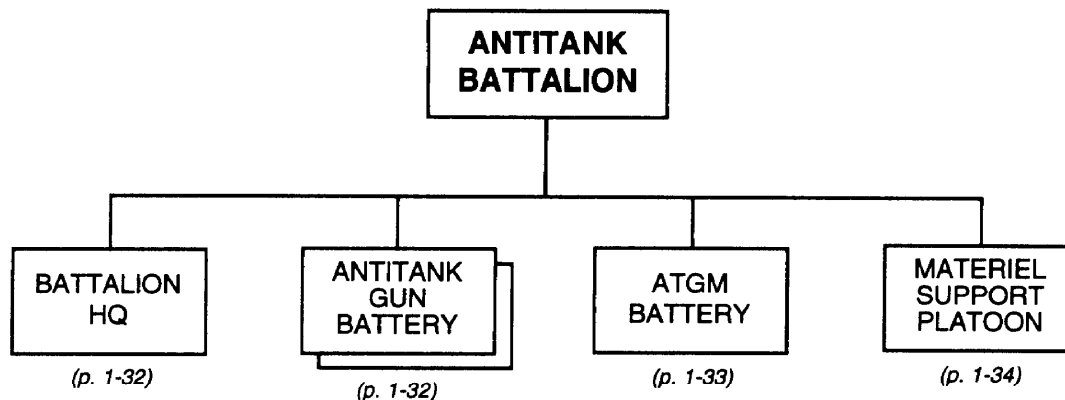 ANTITANK
BATTALION
BATTALION
HQ
(p. 1-32)
ANTITANK
GUN
BATTERY
(p. 1-32)
ATGM
BATTERY
(p. 1-33)
MATERIEL
SUPPORT
PLATOON
(p. 1-34)